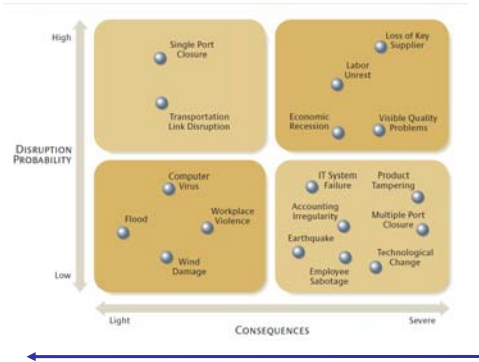 High
Single Port
Closure
Transportation
Link Disruption
Loss of Key
Supplier
Labor
Unrest
Economic
Recession
Visible Quality
Problems
DISRUPTION
PROBABILITY
Computer
Virus
Flood
Workplace
Violence
Wind
Damage
IT System
Failure
Product
Tampering
Accounting
Irregularity
Multiple Port
Closure
Earthquake
Employee
Sabotage
Technological
Change
Low
Light
Severe
CONSEQUENCES